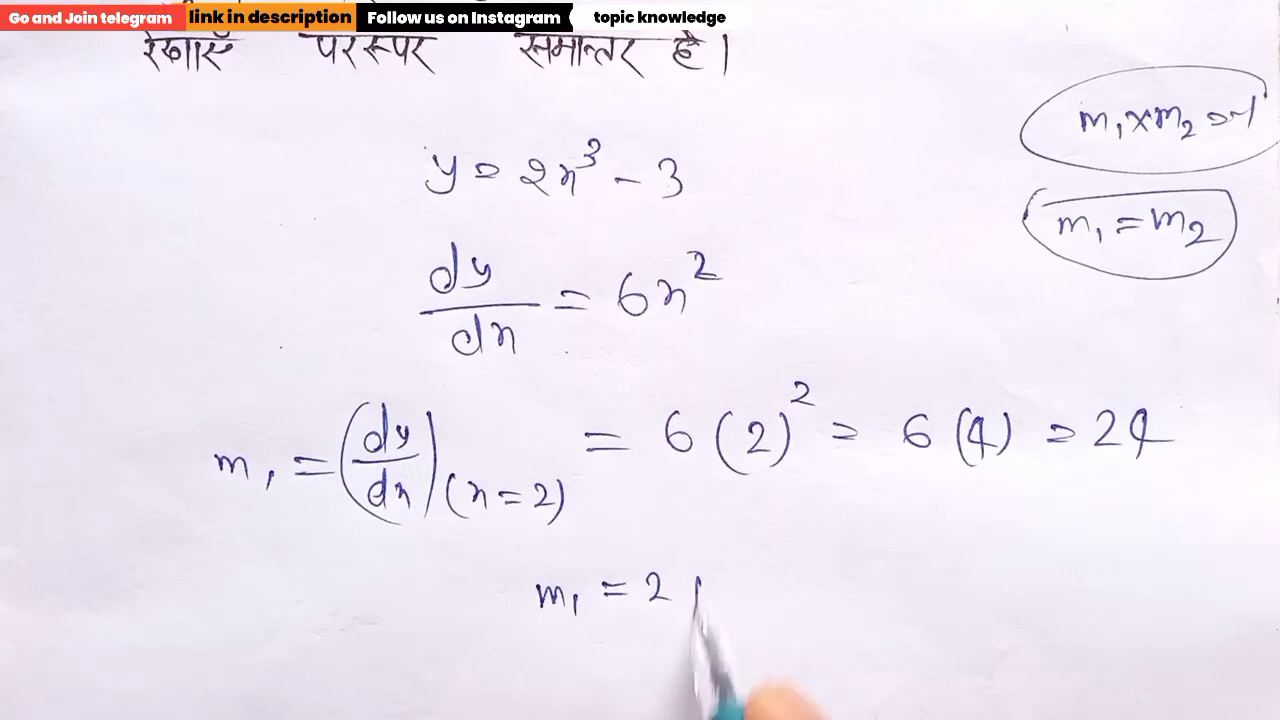 Go and Join telegram link in description Follow us on Instagram topic knowledge
रेखाएँ परस्पर समान्तर है।
m₁×m₂=-1
y = 2x³ - 3
m₁ = m₂
dy/dx = 6x²
m₁ = (dy/dx)(x=2) = 6(2)² = 6(4) = 24
m₁ = 2